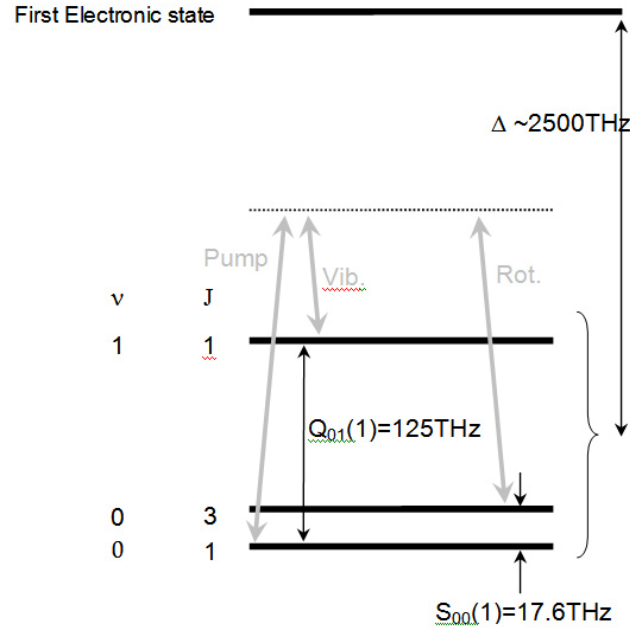 First Electronic state
Δ ~2500THz
Pump
Vib.
Rot.
ν J
1 1
Q₀₁(1)=125THz
0 3
0 1
S₀₀(1)=17.6THz